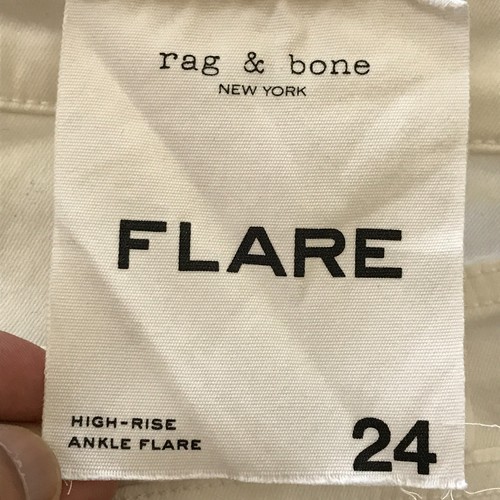 rag & bone
NEW YORK
FLARE
HIGH-RISE
ANKLE FLARE
24